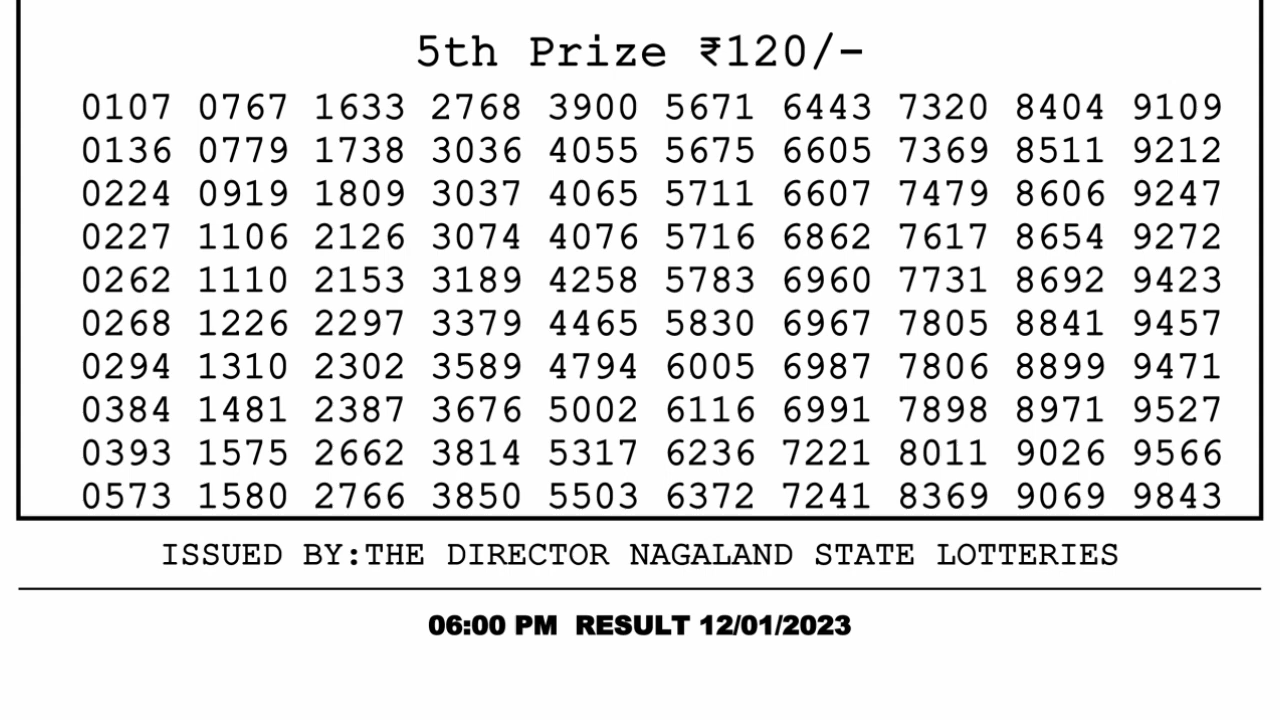 5th Prize ₹120/-
0107 0767 1633 2768 3900 5671 6443 7320 8404 9109
0136 0779 1738 3036 4055 5675 6605 7369 8511 9212
0224 0919 1809 3037 4065 5711 6607 7479 8606 9247
0227 1106 2126 3074 4076 5716 6862 7617 8654 9272
0262 1110 2153 3189 4258 5783 6960 7731 8692 9423
0268 1226 2297 3379 4465 5830 6967 7805 8841 9457
0294 1310 2302 3589 4794 6005 6987 7806 8899 9471
0384 1481 2387 3676 5002 6116 6991 7898 8971 9527
0393 1575 2662 3814 5317 6236 7221 8011 9026 9566
0573 1580 2766 3850 5503 6372 7241 8369 9069 9843
ISSUED BY:THE DIRECTOR NAGALAND STATE LOTTERIES
06:00 PM RESULT 12/01/2023